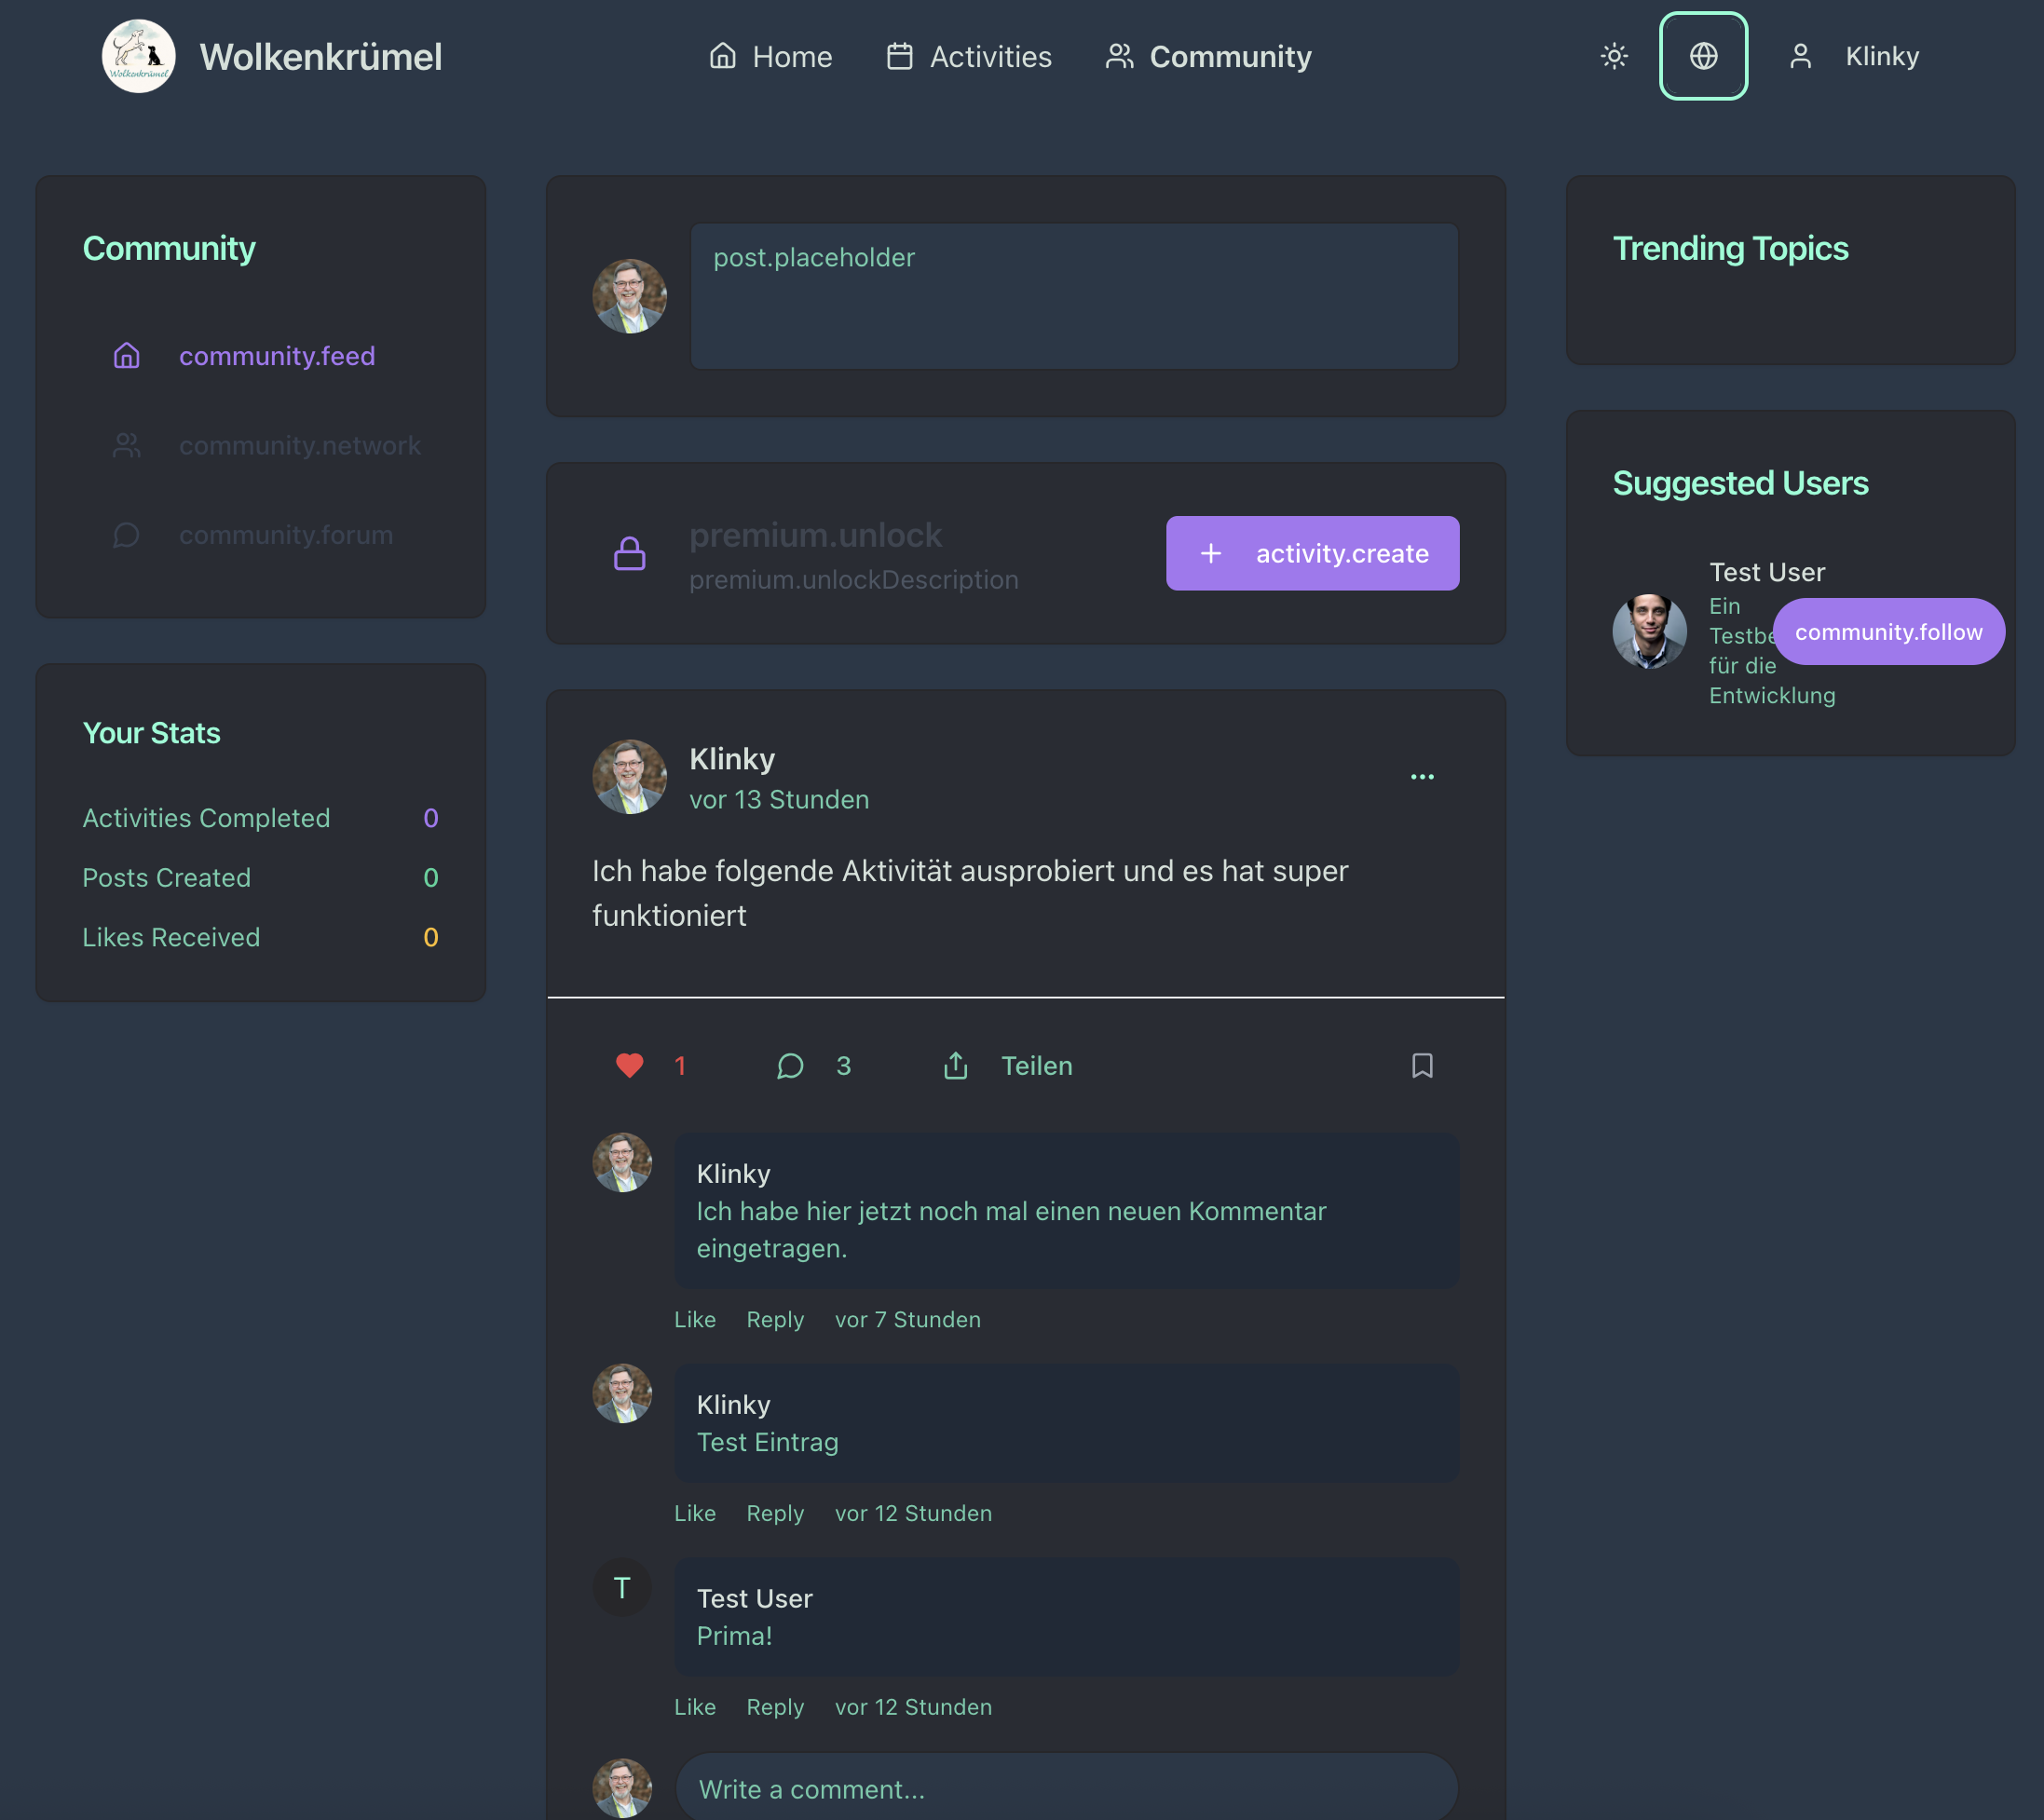 Wolkenkrümel
Wolkenkrümel
Home
Activities
Community
Klinky
Community
community.feed
community.network
community.forum
Your Stats
Activities Completed 0
Posts Created 0
Likes Received 0
post.placeholder
premium.unlock
premium.unlockDescription
activity.create
Klinky
vor 13 Stunden
Ich habe folgende Aktivität ausprobiert und es hat super
funktioniert
1 3 Teilen
Klinky
Ich habe hier jetzt noch mal einen neuen Kommentar
eingetragen.
Like Reply vor 7 Stunden
Klinky
Test Eintrag
Like Reply vor 12 Stunden
T
Test User
Prima!
Like Reply vor 12 Stunden
Write a comment...
Trending Topics
Suggested Users
Test User
Ein
für die
Entwicklung
community.follow